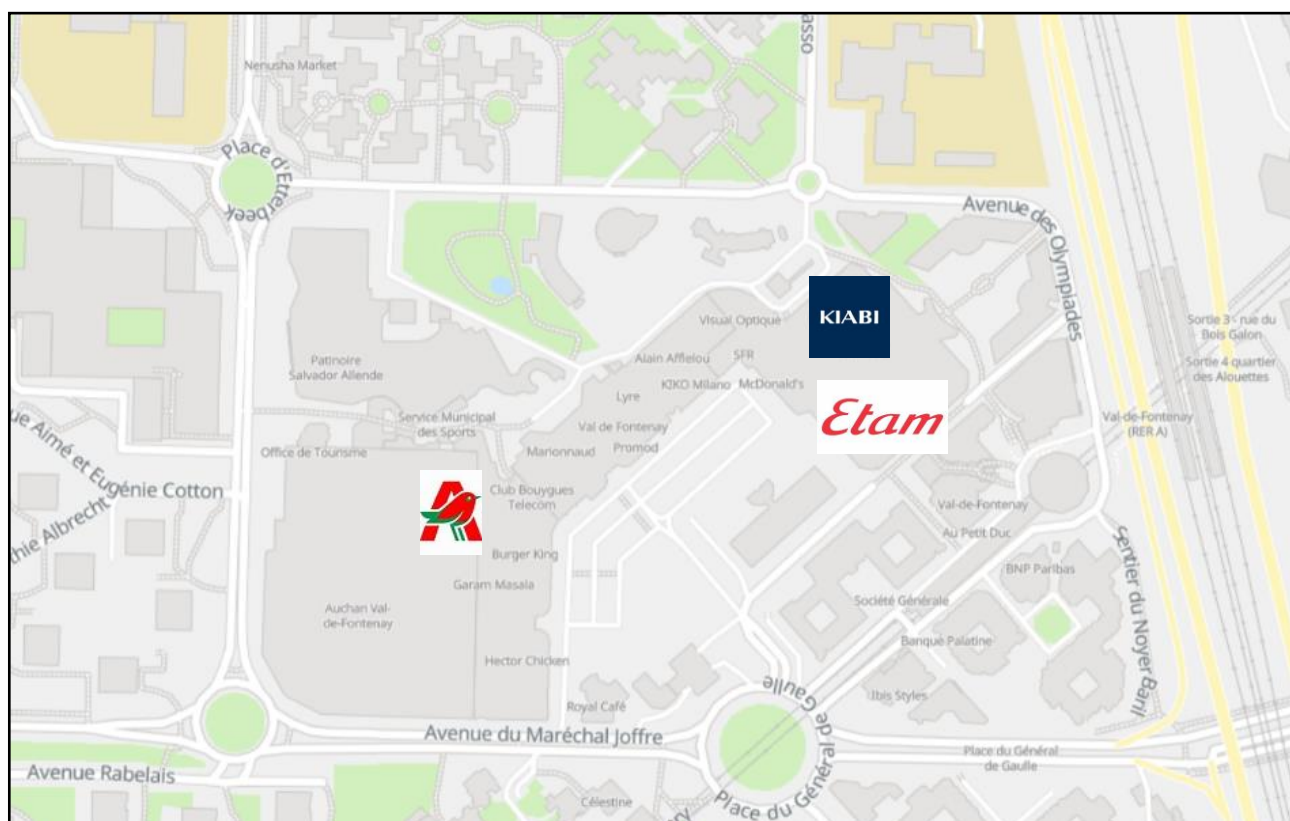 asso
Nenusha Market
Place d'Etterbeek
Avenue des Olympiades
KIABI
Visual Optique
Sortie 3 - rue du
Bois Galon
Sortie 4 quartier
des Alouettes
Patinoire
Salvador Allende
Alain Afflelou
SFR
KIKO Milano
McDonald's
Lyre
Etam
Service Municipal
des Sports
Val de Fontenay
Val-de-Fontenay
(RER A)
Office de Tourisme
Marionnaud
Promod
ue Aimé et Eugénie Cotton
Club Bouygues
Telecom
Val-de-Fontenay
Au Petit Duc
thie Albrecht
A
Burger King
BNP Paribas
Garam Masala
Société Générale
Auchan Val-
de-Fontenay
Banque Palatine
Sentier du Noyer Baril
Hector Chicken
Ibis Styles
Royal Café
Avenue du Maréchal Joffre
Place du Général de Gaulle
Place du Général
de Gaulle
Avenue Rabelais
Célestine
ry